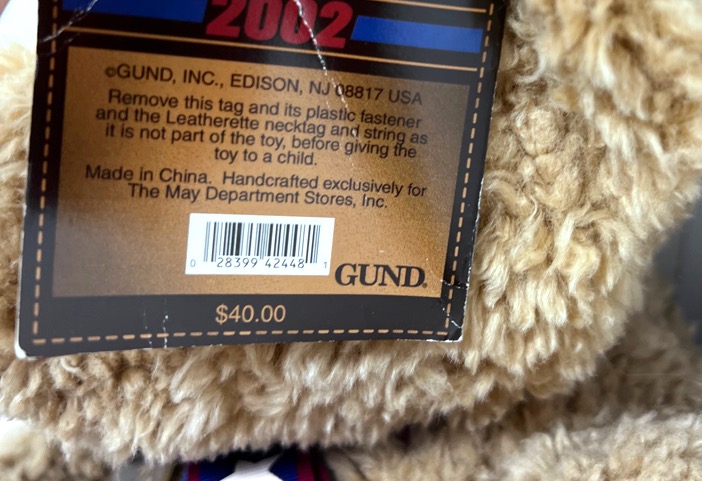 2002
©GUND, INC., EDISON, NJ 08817 USA
Remove this tag and its plastic fastener
and the Leatherette necktag and string as
it is not part of the toy, before giving the
toy to a child.
Made in China. Handcrafted exclusively for
The May Department Stores, Inc.
0 28399 42448 1
GUND®
$40.00